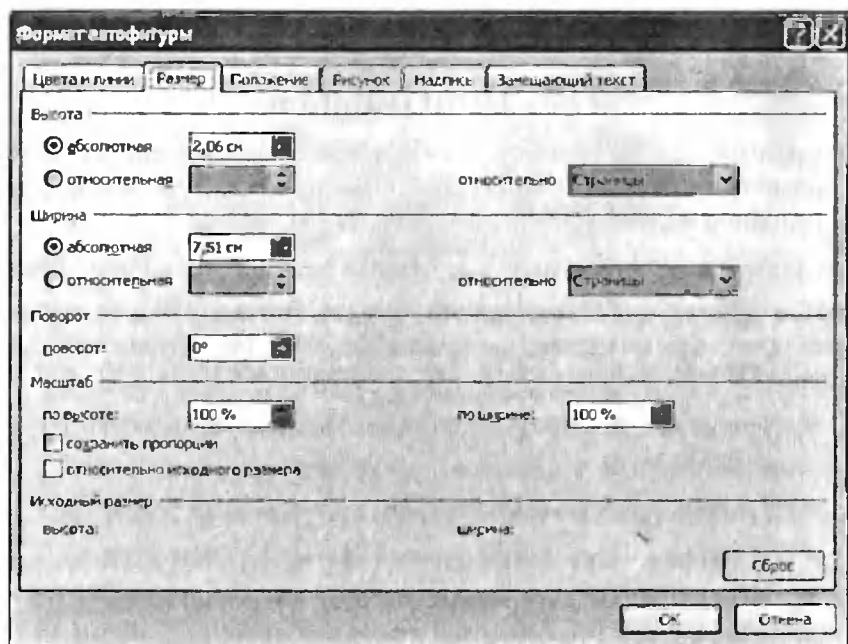 Формат автофигуры
Цвета и линии Размер Положение Рисунок Надпись Замещающий текст
Высота
абсолютная 2,06 см
относительная относительно Страницы
Ширина
абсолютная 7,51 см
относительная относительно Страницы
Поворот
поворот: 0°
Масштаб
по высоте: 100 % по ширине: 100 %
сохранить пропорции
относительно исходного размера
Исходный размер
высота: ширина:
Сброс
ОК Отмена